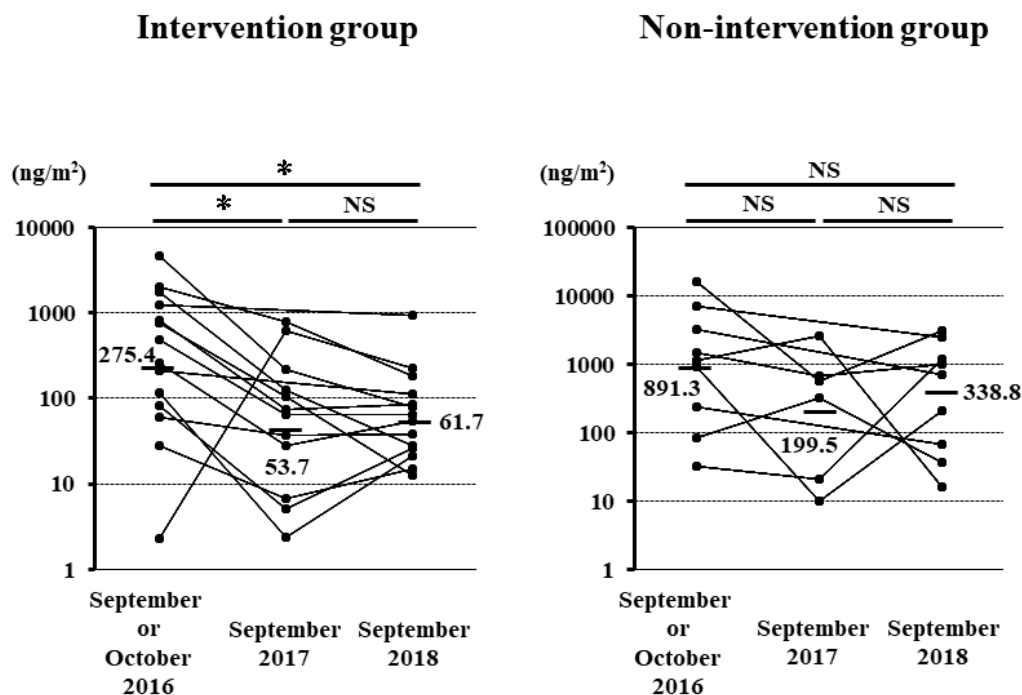 Intervention group
Non-intervention group
(ng/m²)
*
*
NS
10000
1000
100
10
1
275.4
53.7
61.7
September
or
October
2016
September
2017
September
2018
(ng/m²)
NS
NS
NS
100000
10000
1000
100
10
1
891.3
199.5
338.8
September
or
October
2016
September
2017
September
2018